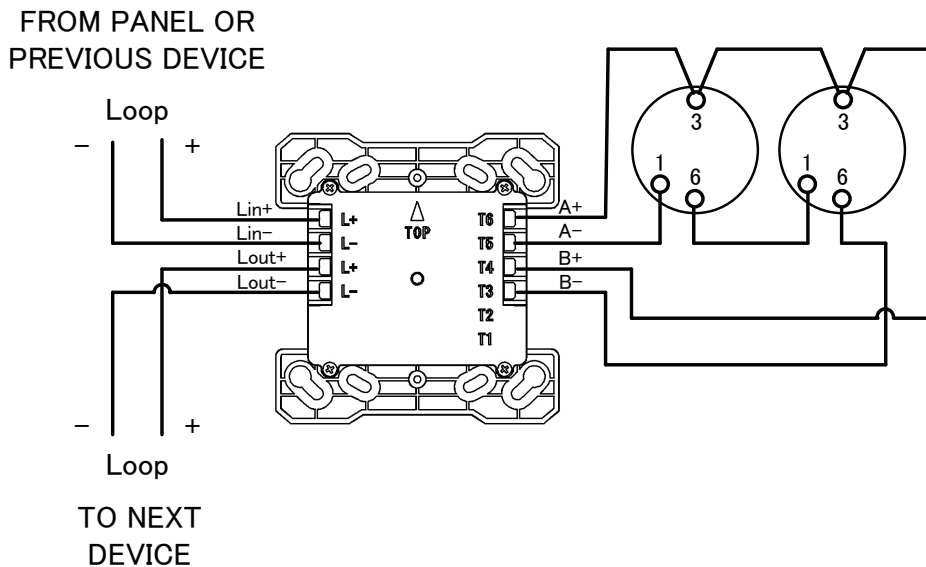 FROM PANEL OR
PREVIOUS DEVICE
Loop
− +
3 3
1 6 1 6
Lin+ L+ TOP T6 A+
Lin− L− T5 A−
Lout+ L+ T4 B+
Lout− L− T3 B−
T2
T1
− +
Loop
TO NEXT
DEVICE